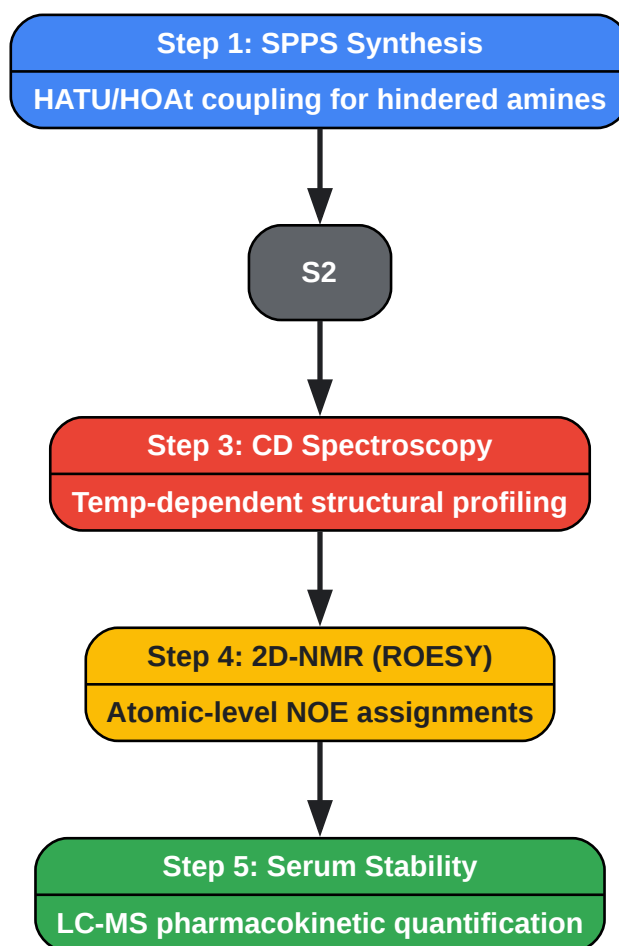 Step 1: SPPS Synthesis
HATU/HOAt coupling for hindered amines
S2
Step 3: CD Spectroscopy
Temp-dependent structural profiling
Step 4: 2D-NMR (ROESY)
Atomic-level NOE assignments
Step 5: Serum Stability
LC-MS pharmacokinetic quantification